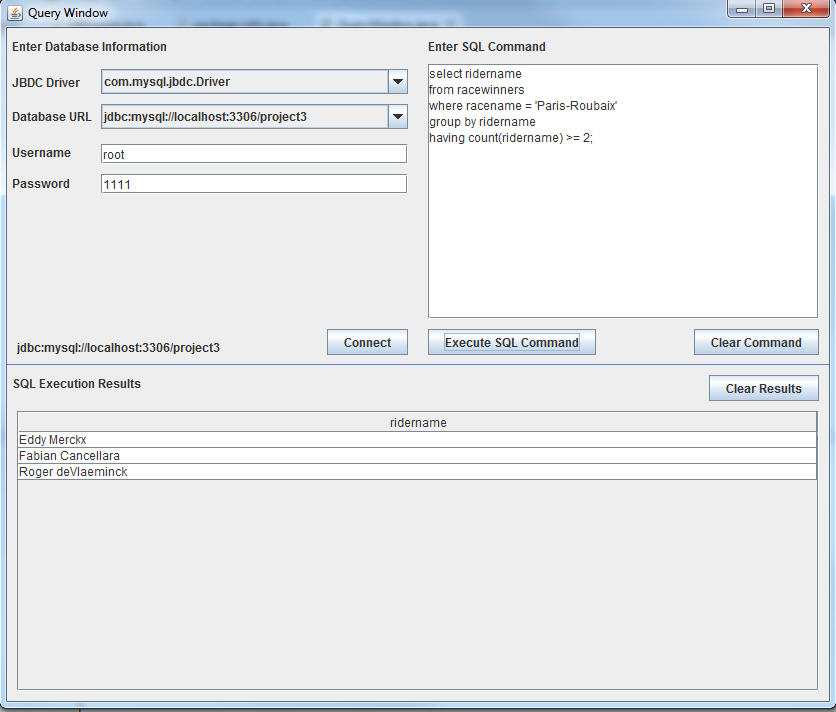 Query Window
Enter Database Information
JBDC Driver
com.mysql.jbdc.Driver
Database URL
jdbc:mysql://localhost:3306/project3
Username
root
Password
1111
jdbc:mysql://localhost:3306/project3
Connect
Enter SQL Command
select ridername
from racewinners
where racename = 'Paris-Roubaix'
group by ridername
having count(ridername) >= 2;
Execute SQL Command
Clear Command
SQL Execution Results
Clear Results
ridername
Eddy Merckx
Fabian Cancellara
Roger deVlaeminck